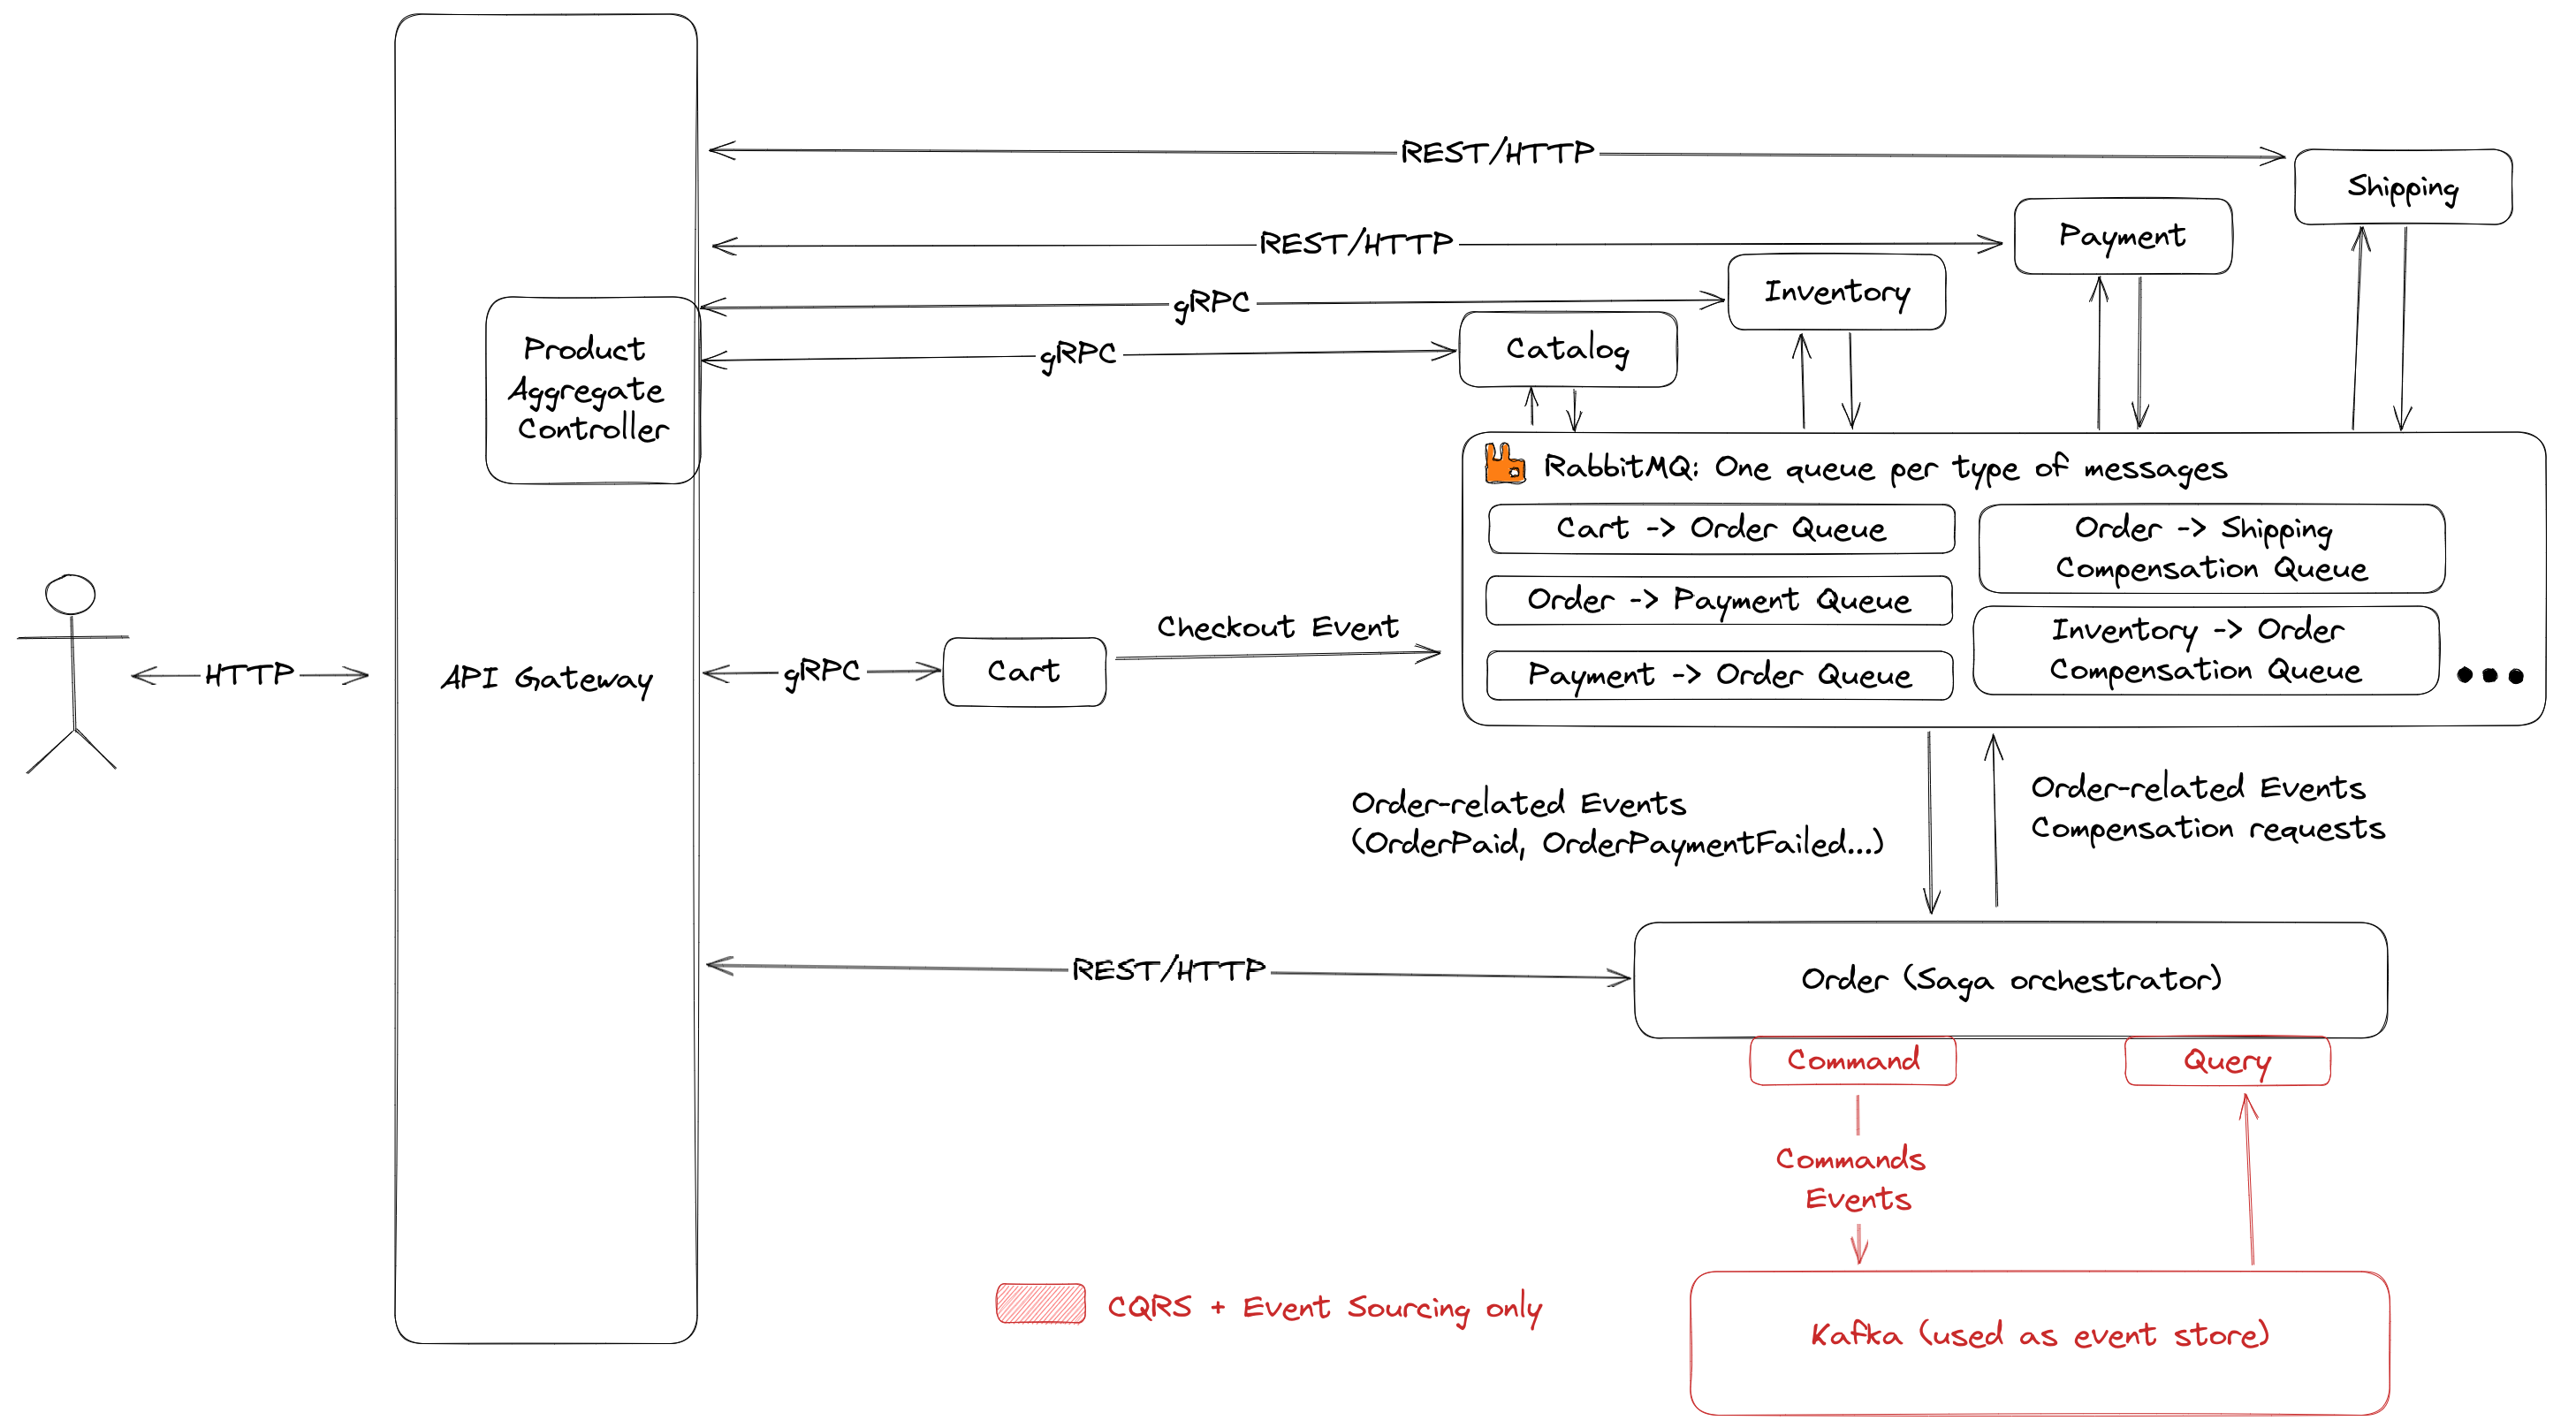 REST/HTTP
Shipping
REST/HTTP
Payment
gRPC
Inventory
Product
Aggregate
Controller
gRPC
Catalog
RabbitMQ: One queue per type of messages
Cart -> Order Queue
Order -> Shipping
Compensation Queue
Order -> Payment Queue
Inventory -> Order
Compensation Queue
Payment -> Order Queue
HTTP
API Gateway
gRPC
Cart
Checkout Event
Order-related Events
(OrderPaid, OrderPaymentFailed...)
Order-related Events
Compensation requests
REST/HTTP
Order (Saga orchestrator)
Command
Query
Commands
Events
CQRS + Event Sourcing only
Kafka (used as event store)